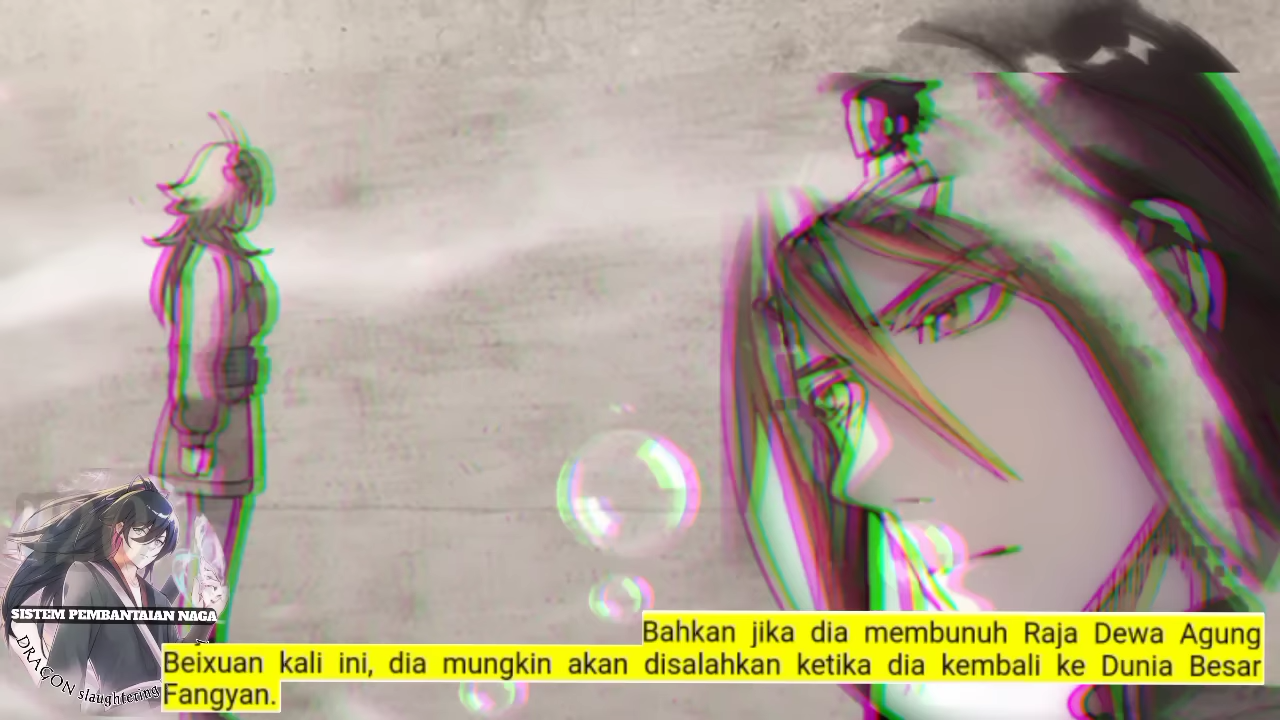 SISTEM PEMBANTAIAN NAGA
DRAGON slaughtering
Bahkan jika dia membunuh Raja Dewa Agung
Beixuan kali ini, dia mungkin akan disalahkan ketika dia kembali ke Dunia Besar
Fangyan.